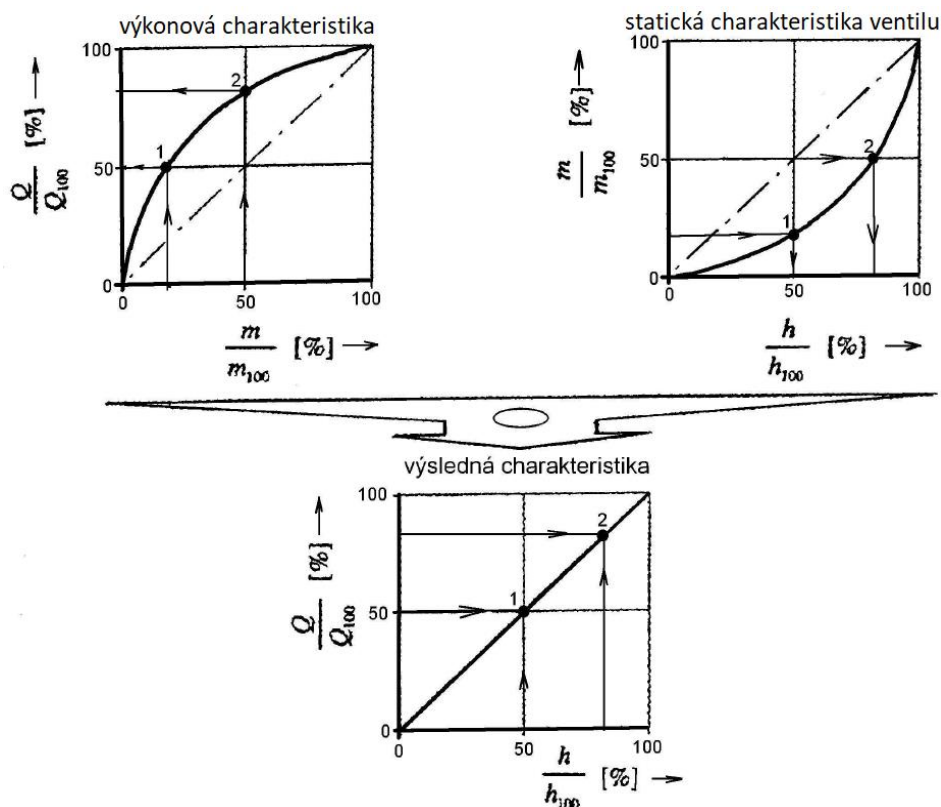 výkonová charakteristika
100
50
0
Q
Q100
[%]
1
2
0
50
100
m
m100
[%]
statická charakteristika ventilu
100
50
0
m
m100
[%]
1
2
0
50
100
h
h100
[%]
výsledná charakteristika
100
50
0
Q
Q100
[%]
1
2
0
50
100
h
h100
[%]